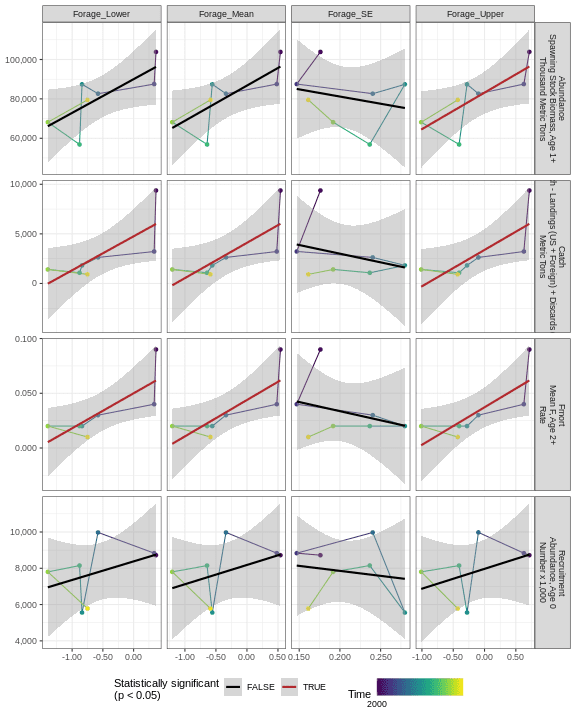 Forage_Lower Forage_Mean Forage_SE Forage_Upper
100,000
80,000
60,000
Abundance
Spawning Stock Biomass, Age 1+
Thousand Metric Tons
10,000
5,000
0
Catch
h - Landings (US + Foreign) + Discards
Metric Tons
0.100
0.050
0.000
Fmort
Mean F, Age 2+
Rate
10,000
8,000
6,000
4,000
Recruitment
Abundance, Age 0
Number x 1,000
-1.00 -0.50 0.00 -1.00 -0.50 0.00 0.50 0.150 0.200 0.250 -1.00 -0.50 0.00 0.50
Statistically significant
(p < 0.05)
FALSE TRUE
Time
2000